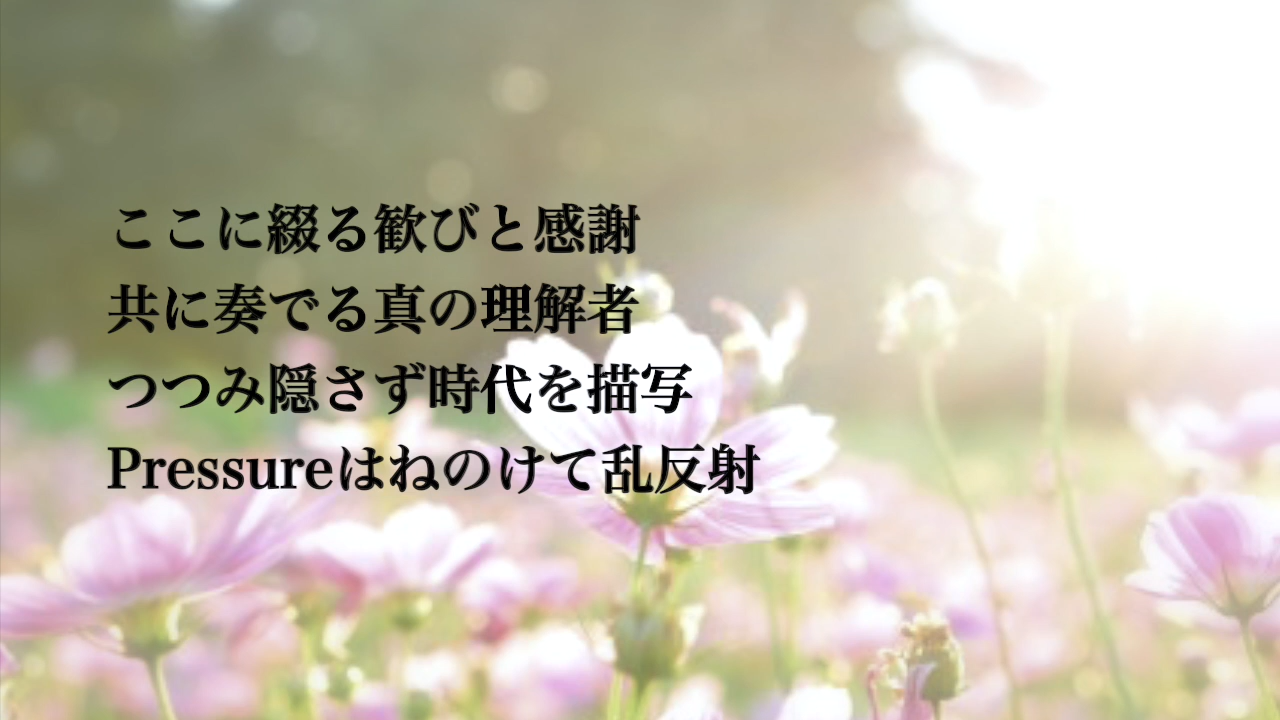 ここに綴る歓びと感謝
共に奏でる真の理解者
つつみ隠さず時代を描写
Pressureはねのけて乱反射